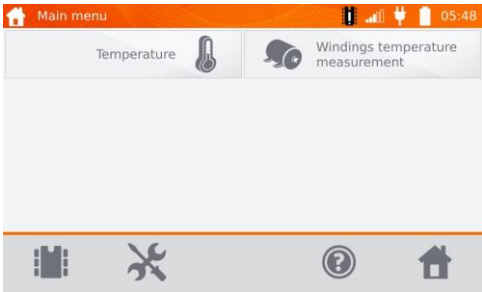 Main menu
05:48
Temperature
Windings temperature
measurement
?